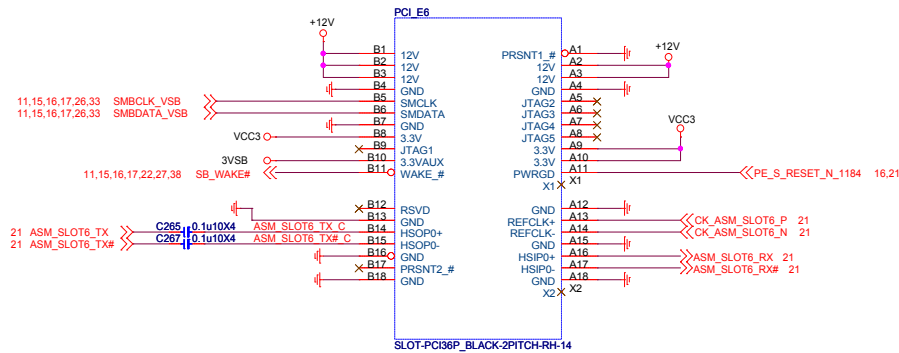 PCI_E6
+12V
B1 12V PRSNT1_# A1
+12V
B2 12V 12V A2
B3 12V 12V A3
B4 GND GND A4
11,15,16,17,26,33 SMBCLK_VSB B5 SMCLK JTAG2 A5
11,15,16,17,26,33 SMBDATA_VSB B6 SMDATA JTAG3 A6
B7 GND JTAG4 A7
VCC3 B8 3.3V JTAG5 A8
VCC3
B9 JTAG1 3.3V A9
3VSB B10 3.3VAUX 3.3V A10
11,15,16,17,22,27,38 SB_WAKE# B11 WAKE_# PWRGD A11 PE_S_RESET_N_1184 16,21
X1 X1
B12 RSVD GND A12
B13 GND REFCLK+ A13 CK_ASM_SLOT6_P 21
21 ASM_SLOT6_TX C265 0.1u10X4 ASM_SLOT6_TX_C B14 HSOP0+ REFCLK- A14 CK_ASM_SLOT6_N 21
21 ASM_SLOT6_TX# C267 0.1u10X4 ASM_SLOT6_TX#_C B15 HSOP0- GND A15
B16 GND HSIP0+ A16 ASM_SLOT6_RX 21
B17 PRSNT2_# HSIP0- A17 ASM_SLOT6_RX# 21
B18 GND GND A18
X2 X2
SLOT-PCI36P_BLACK-2PITCH-RH-14